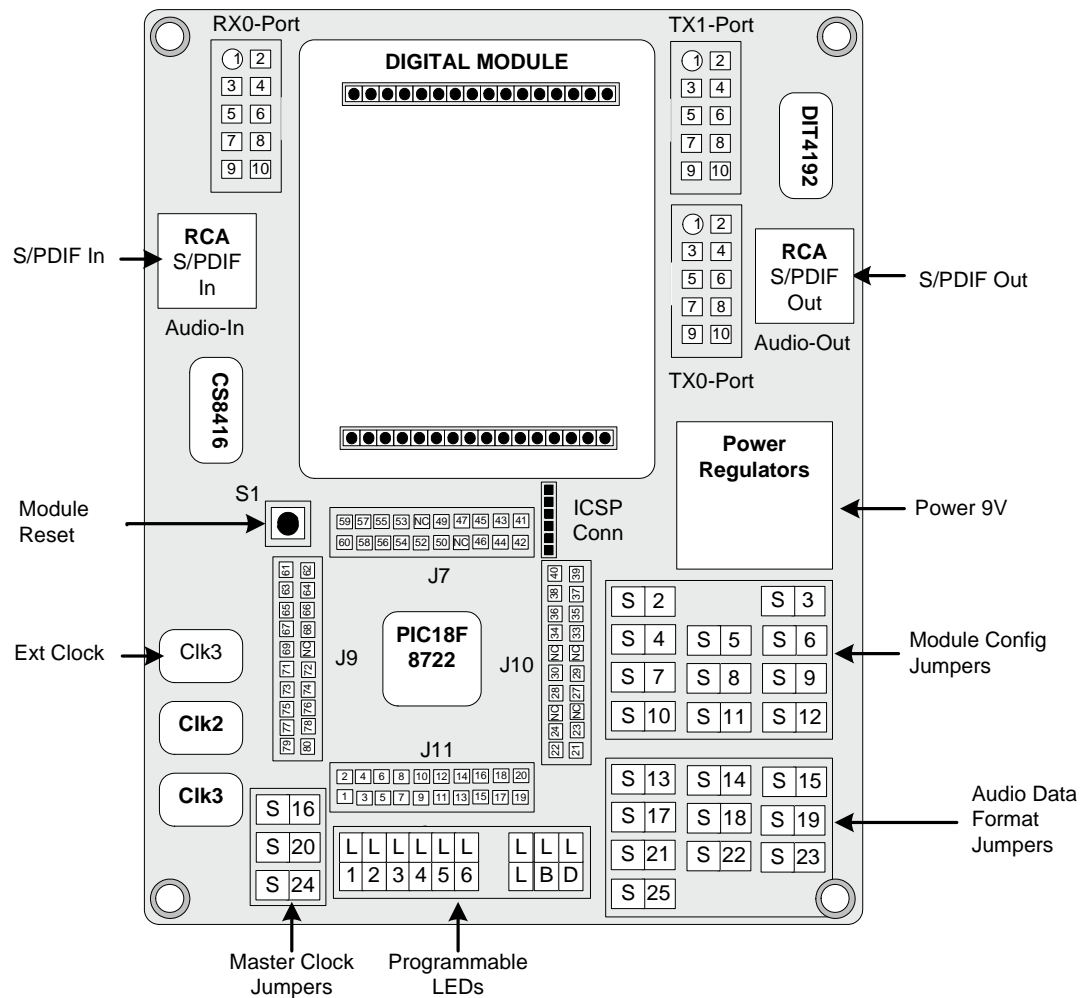 RX0-Port
TX1-Port
1 2
3 4
5 6
7 8
9 10
DIGITAL MODULE
1 2
3 4
5 6
7 8
9 10
DIT4192
S/PDIF In
RCA
S/PDIF
In
Audio-In
1 2
3 4
5 6
7 8
9 10
TX0-Port
RCA
S/PDIF
Out
Audio-Out
S/PDIF Out
CS8416
Power
Regulators
Power 9V
Module
Reset
S1
59 57 55 53 NC 49 47 45 43 41
60 58 56 54 52 50 NC 46 44 42
J7
ICSP
Conn
61 62
63 64
65 66
67 68
69 NC
71 72
73 74
75 76
77 78
79 80
J9
PIC18F
8722
J10
40 39
38 37
36 35
34 33
NC NC
30 29
28 27
NC NC
24 23
22 21
S 2
S 3
S 4
S 5
S 6
S 7
S 8
S 9
S 10
S 11
S 12
Module Config
Jumpers
Ext Clock
Clk3
Clk2
Clk3
J11
2 4 6 8 10 12 14 16 18 20
1 3 5 7 9 11 13 15 17 19
S 13
S 14
S 15
S 17
S 18
S 19
S 21
S 22
S 23
S 25
Audio Data
Format
Jumpers
S 16
S 20
S 24
L L L L L L
1 2 3 4 5 6
L L L
L B D
Master Clock
Jumpers
Programmable
LEDs